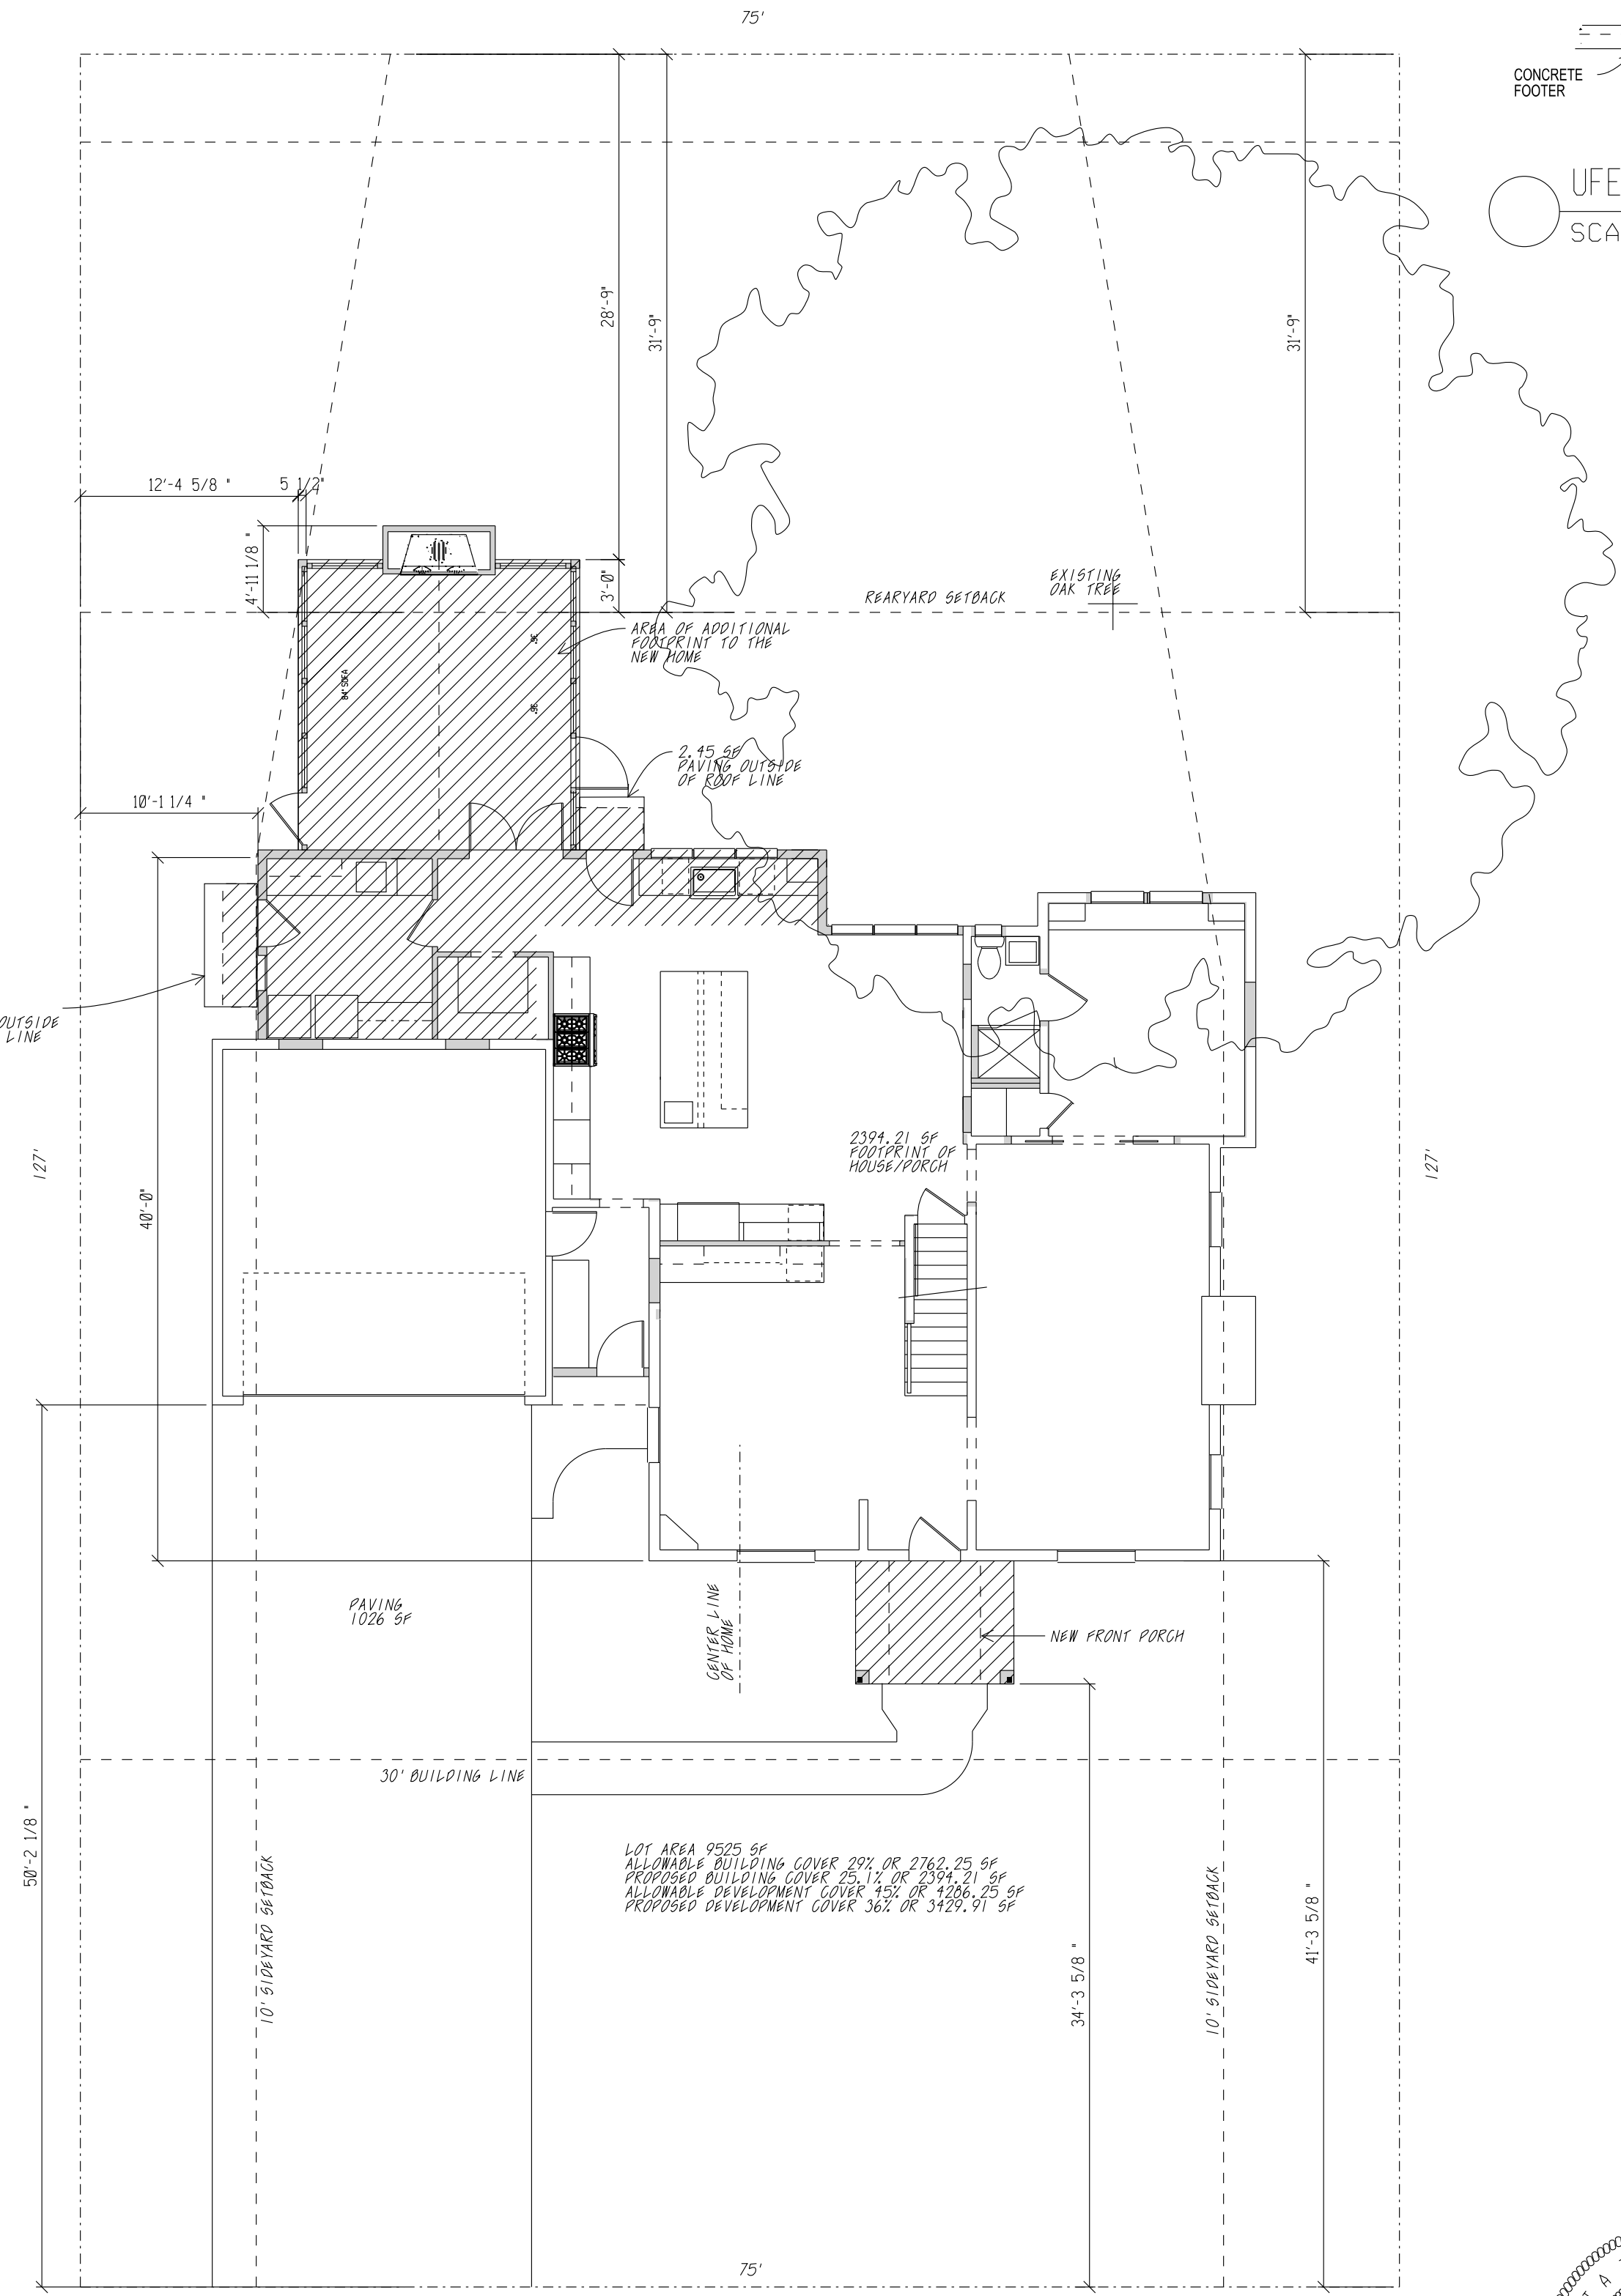 75'
CONCRETE
FOOTER
UFE
SCA
28'-9"
31'-9"
31'-9"
12'-4 5/8 "
5 1/2"
4'-11 1/8 "
3'-0"
EXISTING
OAK TREE
REARYARD SETBACK
AREA OF ADDITIONAL
FOOTPRINT TO THE
NEW HOME
84" SOFA
36"
36"
2.45 SF
PAVING OUTSIDE
OF ROOF LINE
10'-1 1/4 "
OUTSIDE
LINE
2394.21 SF
FOOTPRINT OF
HOUSE/PORCH
127'
127'
40'-0"
PAVING
1026 SF
CENTER LINE
OF HOME
NEW FRONT PORCH
30' BUILDING LINE
LOT AREA 9525 SF
ALLOWABLE BUILDING COVER 29% OR 2762.25 SF
PROPOSED BUILDING COVER 25.1% OR 2394.21 SF
ALLOWABLE DEVELOPMENT COVER 45% OR 4286.25 SF
PROPOSED DEVELOPMENT COVER 36% OR 3429.91 SF
50'-2 1/8 "
10' SIDEYARD SETBACK
34'-3 5/8 "
10' SIDEYARD SETBACK
41'-3 5/8 "
75'